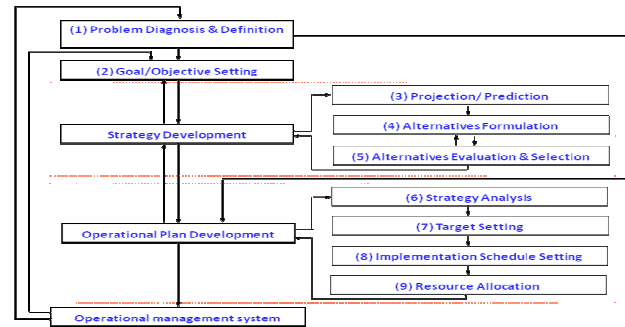 (1) Problem Diagnosis & Definition
(2) Goal/Objective Setting
(3) Projection/ Prediction
(4) Alternatives Formulation
Strategy Development
(5) Alternatives Evaluation & Selection
(6) Strategy Analysis
(7) Target Setting
Operational Plan Development
(8) Implementation Schedule Setting
(9) Resource Allocation
Operational management system